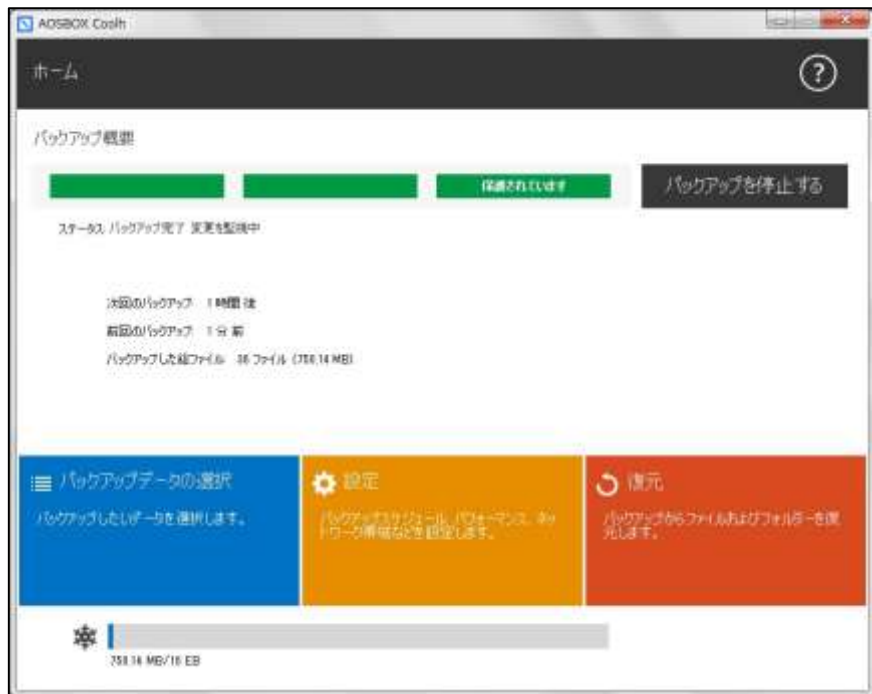 AOSBOX Coolh
ホーム
?
バックアップ概要
保護されています
バックアップを停止する
ステータス バックアップ完了 変更を監視中
次回のバックアップ 1 時間 後
前回のバックアップ 1 分 前
バックアップした総ファイル 36 ファイル (750.14 MB)
バックアップデータの選択
バックアップしたいデータを選択します。
設定
バックアップスケジュール、パフォーマンス、ネットワーク帯域などを設定します。
復元
バックアップからファイルおよびフォルダーを復元します。
750.14 MB/16 EB